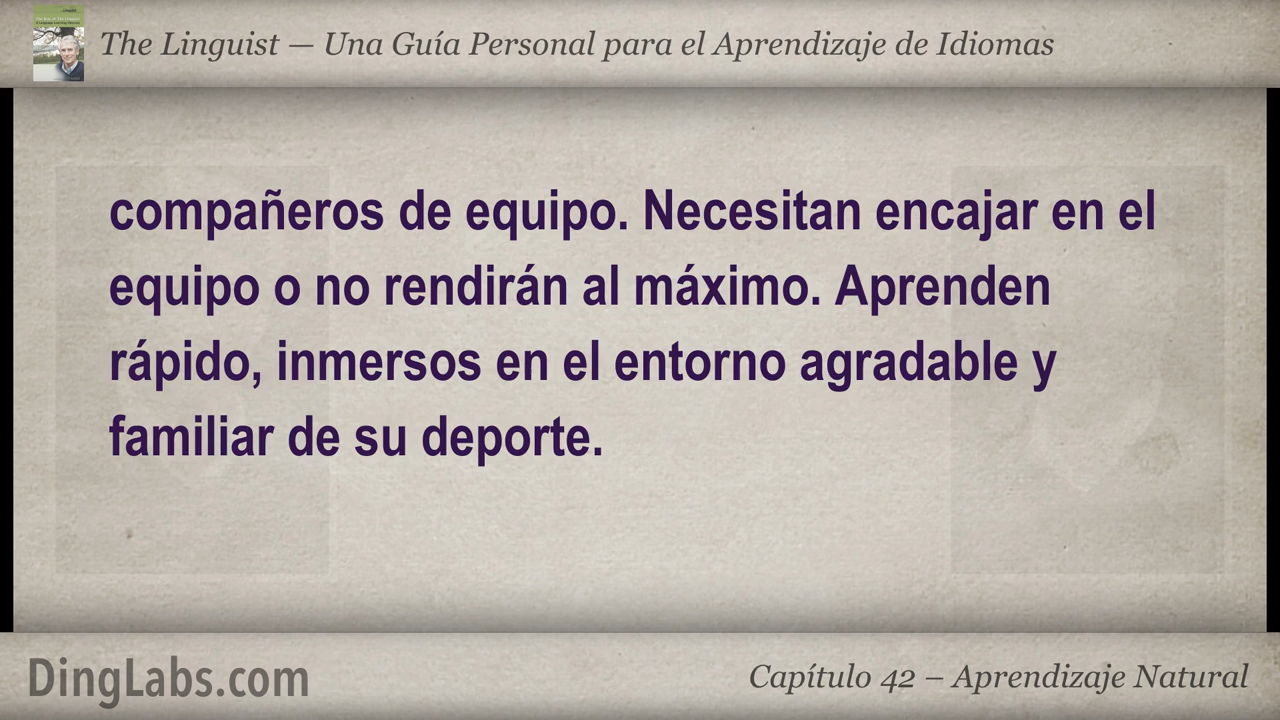 The Linguist — Una Guía Personal para el Aprendizaje de Idiomas
compañeros de equipo. Necesitan encajar en el
equipo o no rendirán al máximo. Aprenden
rápido, inmersos en el entorno agradable y
familiar de su deporte.
DingLabs.com
Capítulo 42 – Aprendizaje Natural